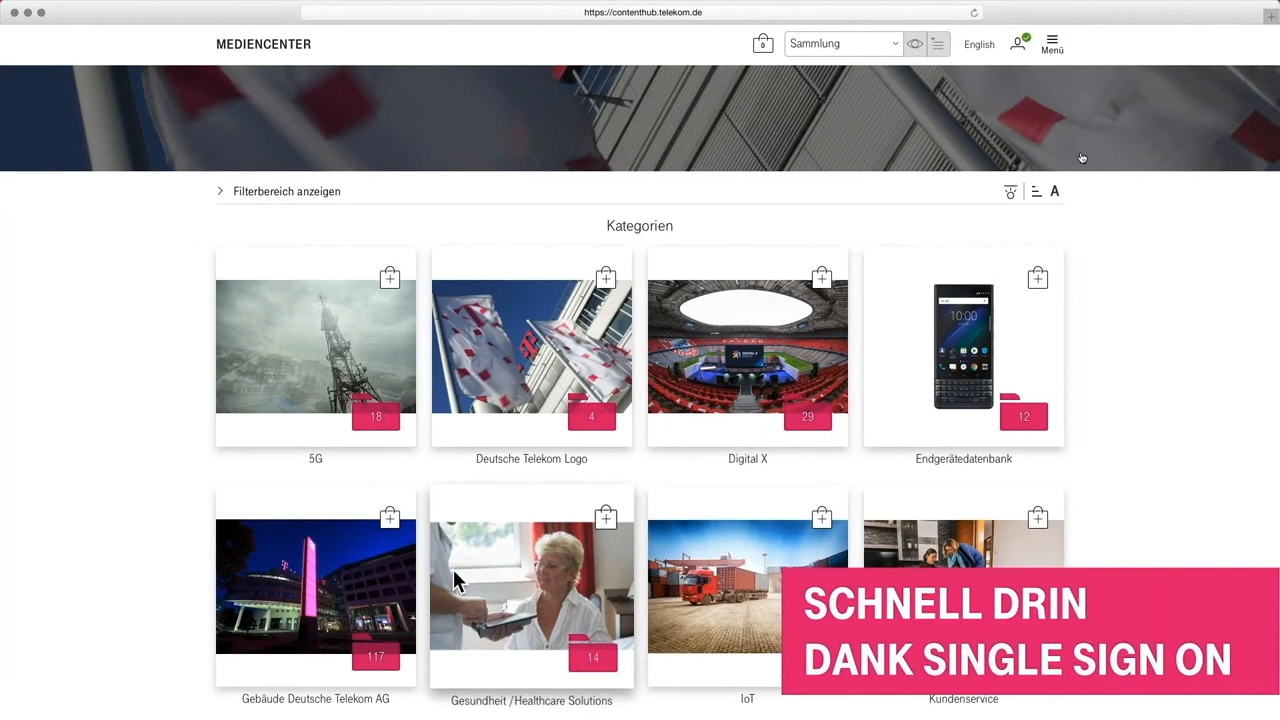 https://contenthub.telekom.de
MEDIENCENTER
0
Sammlung
English
Menü
Filterbereich anzeigen
A
Kategorien
18
4
29
10:00
12
5G
Deutsche Telekom Logo
Digital X
Endgerätedatenbank
117
14
SCHNELL DRIN
DANK SINGLE SIGN ON
Gebäude Deutsche Telekom AG
Gesundheit /Healthcare Solutions
IoT
Kundenservice